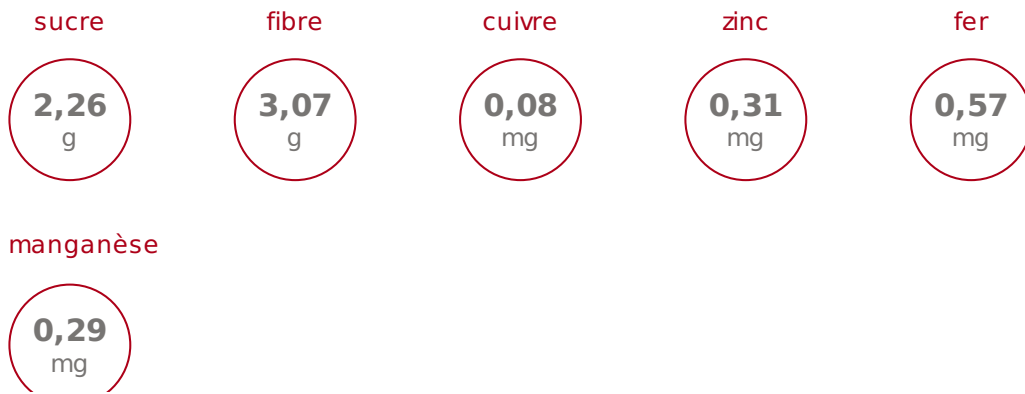 sucre fibre cuivre zinc fer
2,26 3,07 0,08 0,31 0,57
g g mg mg mg
manganèse
0,29
mg